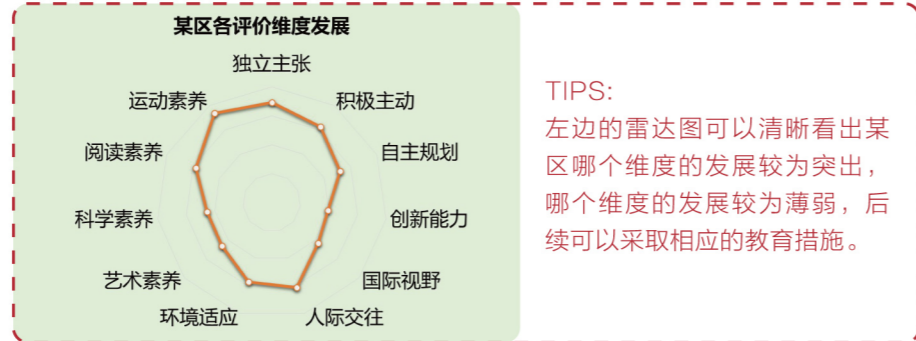 某区各评价维度发展
独立主张
运动素养
积极主动
阅读素养
自主规划
科学素养
创新能力
艺术素养
国际视野
环境适应
人际交往
TIPS:
左边的雷达图可以清晰看出某
区哪个维度的发展较为突出，
哪个维度的发展较为薄弱，后
续可以采取相应的教育措施。